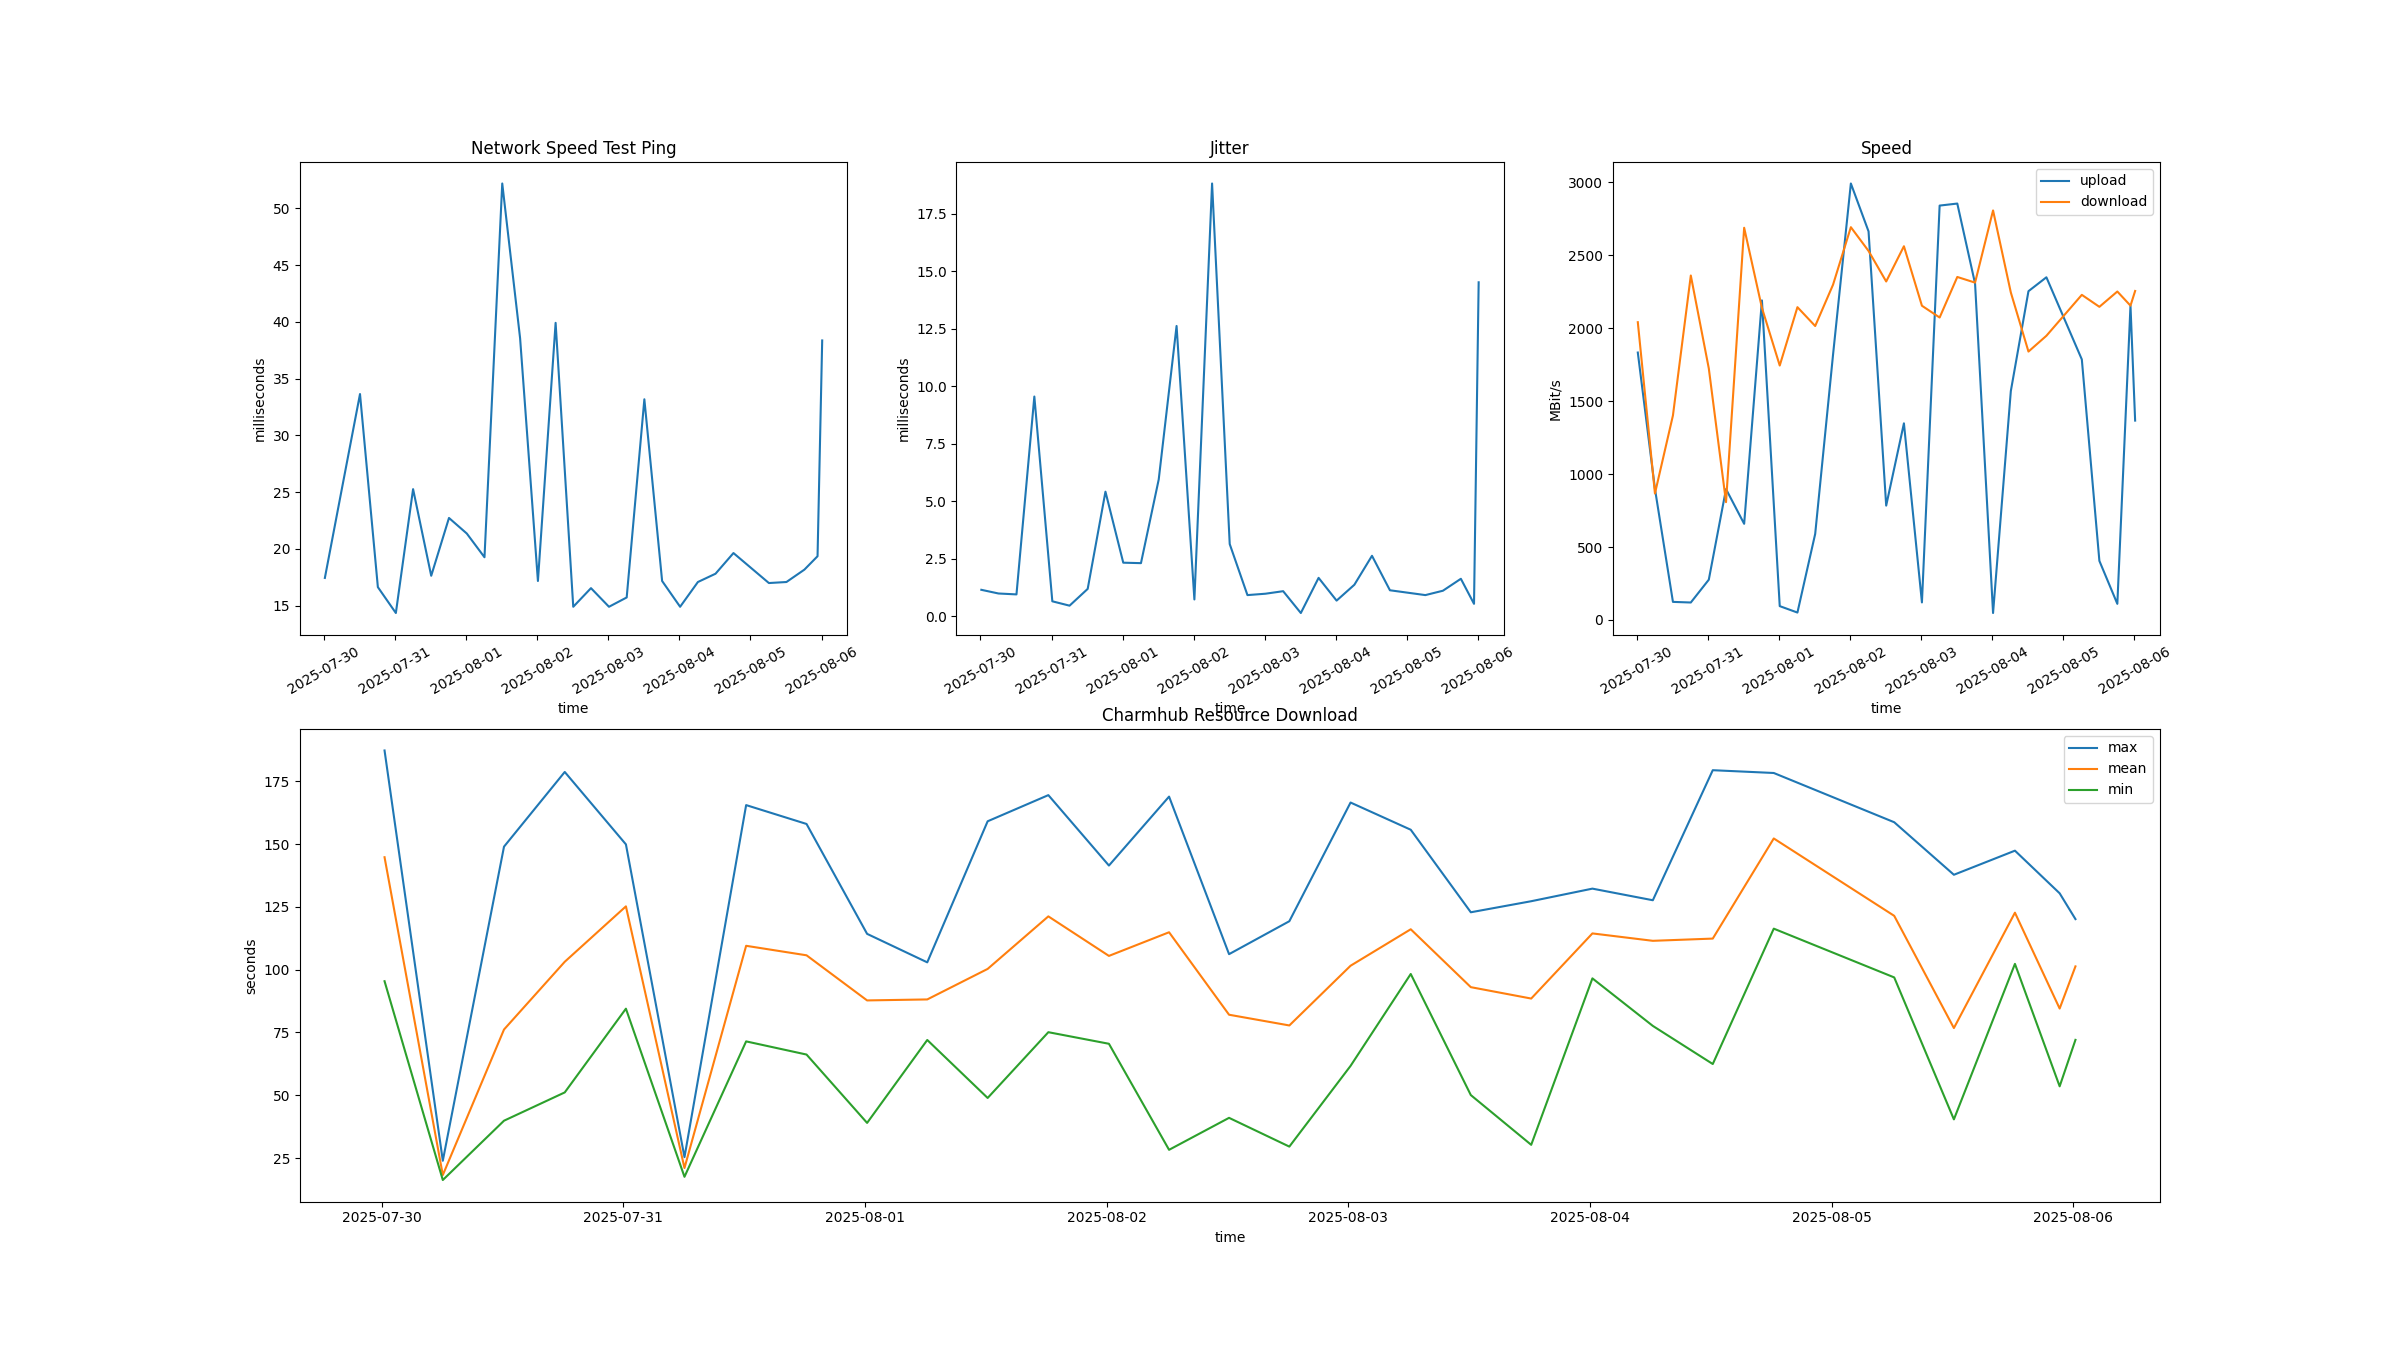 Network Speed Test Ping
milliseconds
50
45
40
35
30
25
20
15
2025-07-30 2025-07-31 2025-08-01 2025-08-02 2025-08-03 2025-08-04 2025-08-05 2025-08-06
time
Jitter
milliseconds
17.5
15.0
12.5
10.0
7.5
5.0
2.5
0.0
2025-07-30 2025-07-31 2025-08-01 2025-08-02 2025-08-03 2025-08-04 2025-08-05 2025-08-06
time
Speed
MBit/s
3000
2500
2000
1500
1000
500
0
upload
download
2025-07-30 2025-07-31 2025-08-01 2025-08-02 2025-08-03 2025-08-04 2025-08-05 2025-08-06
time
Charmhub Resource Download
seconds
175
150
125
100
75
50
25
max
mean
min
2025-07-30 2025-07-31 2025-08-01 2025-08-02 2025-08-03 2025-08-04 2025-08-05 2025-08-06
time